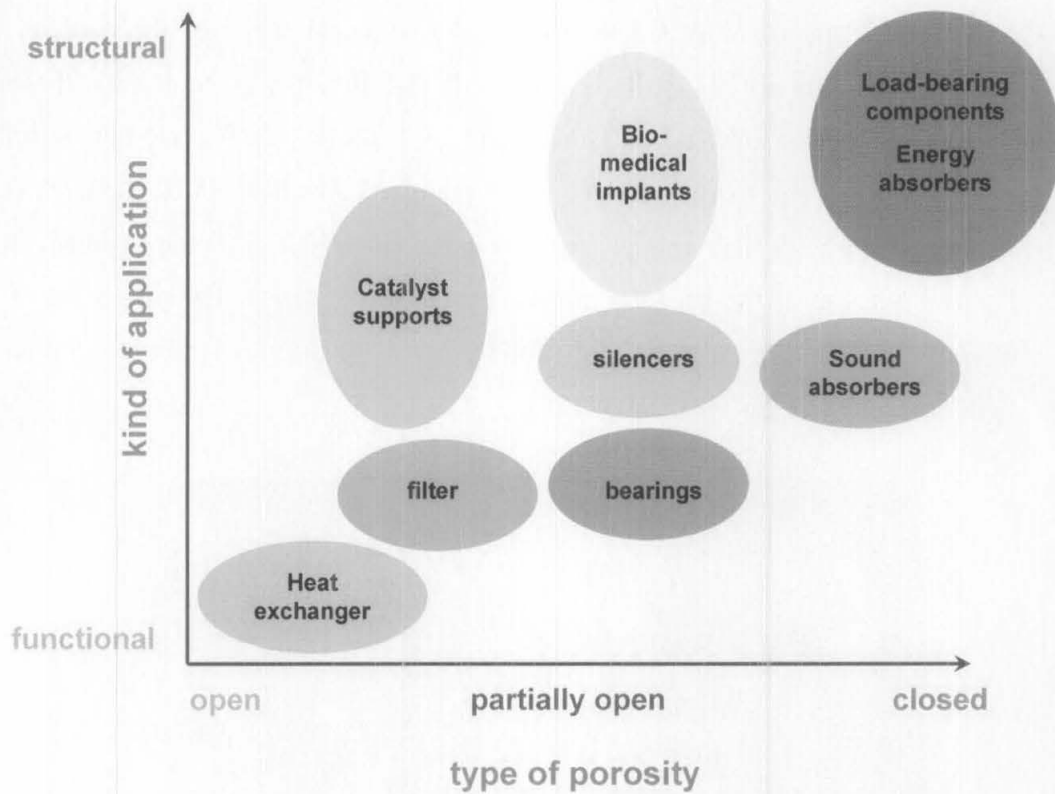 structural
Load-bearing
components
Energy
absorbers
Bio-
medical
implants
kind of application
Catalyst
supports
silencers
Sound
absorbers
filter
bearings
Heat
exchanger
functional
open
partially open
closed
type of porosity